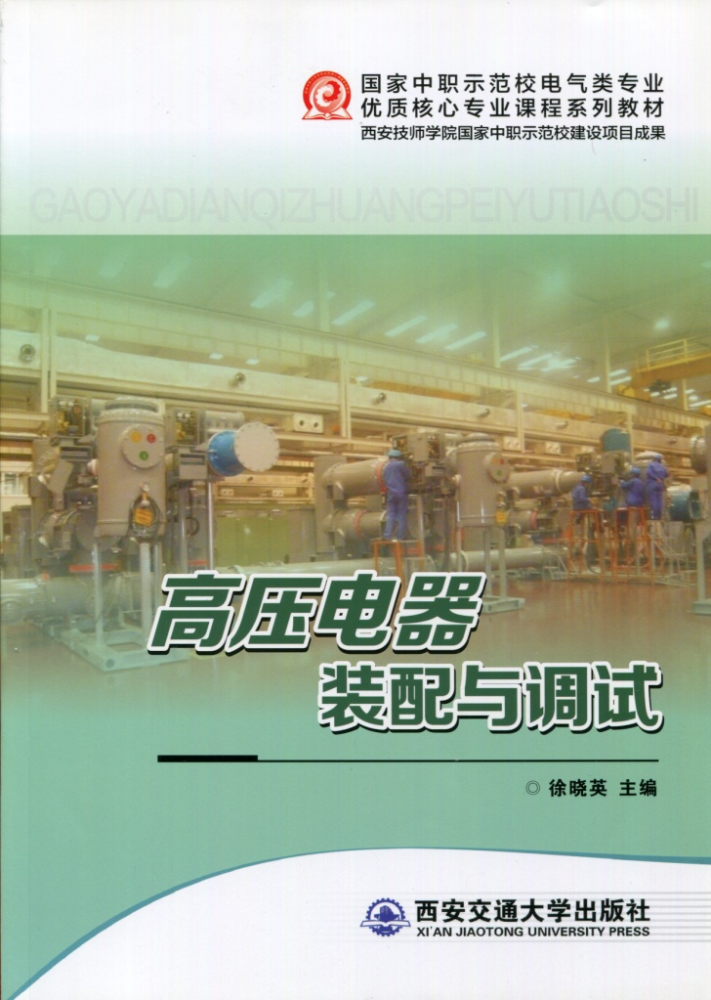 国家中职示范校电气类专业
优质核心专业课程系列教材
西安技师学院国家中职示范校建设项目成果
GAOYADIANQIZHUANGPEIYUTIAOSHI
高压电器
装配与调试
◎ 徐晓英 主编
西安交通大学出版社
XI'AN JIAOTONG UNIVERSITY PRESS